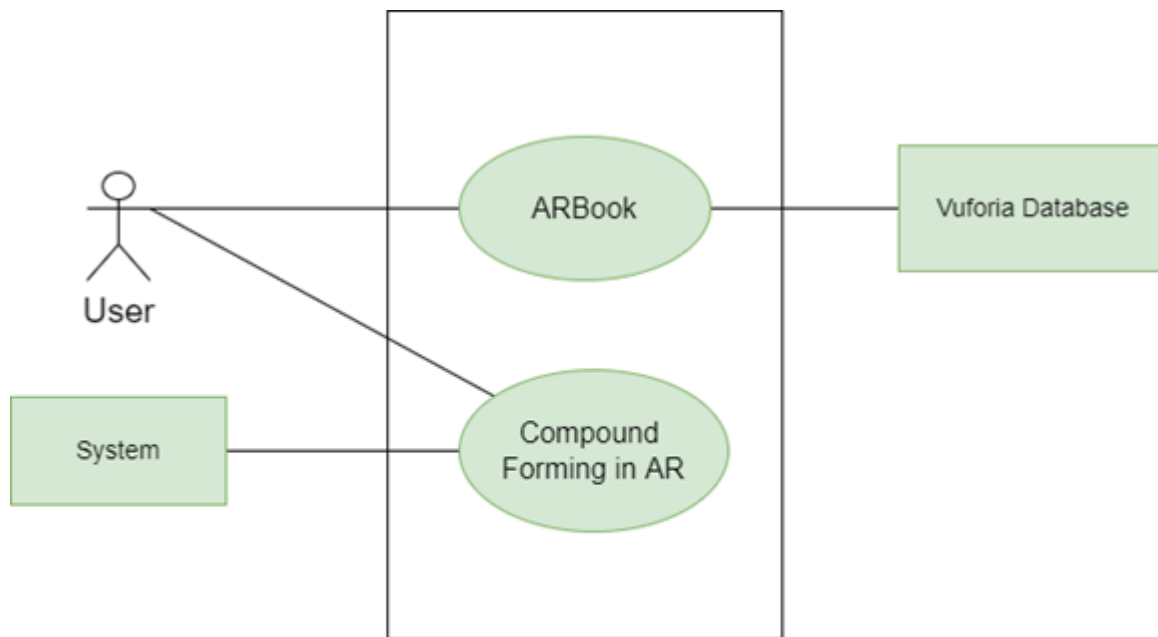 ARBook
Vuforia Database
User
System
Compound
Forming in AR